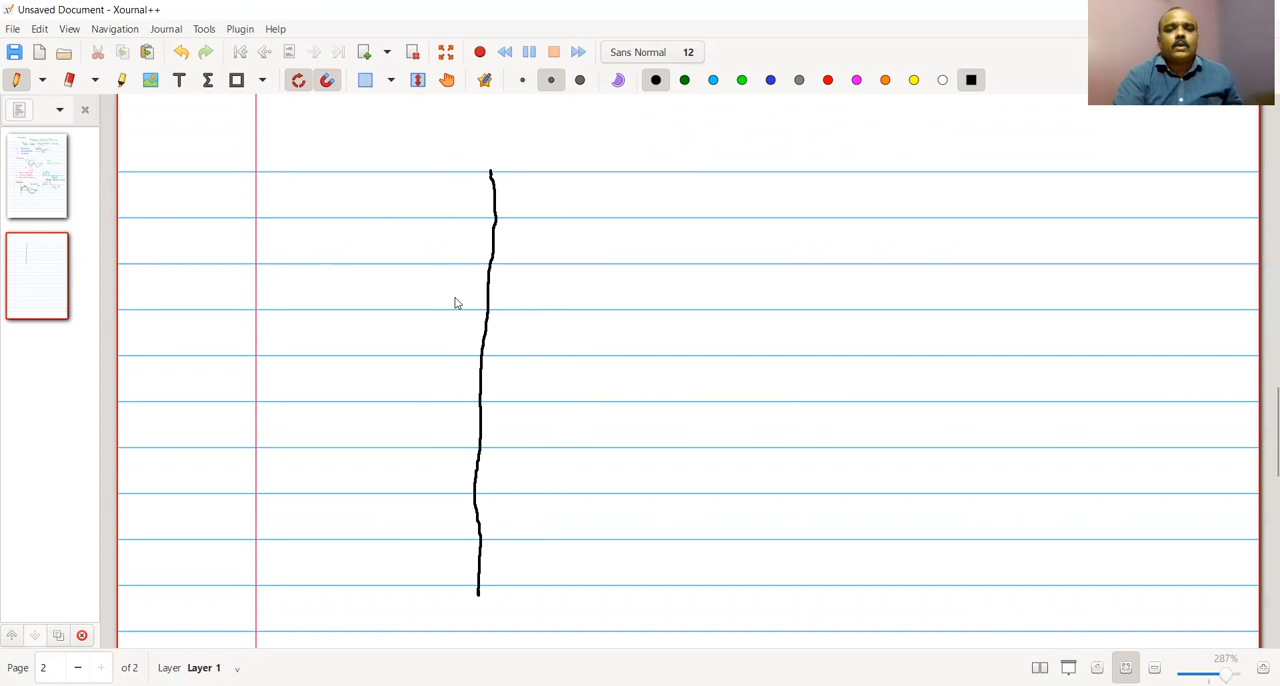 Unsaved Document - Xournal++
File Edit View Navigation Journal Tools Plugin Help
Sans Normal 12
Page 2 of 2 Layer Layer 1 287%